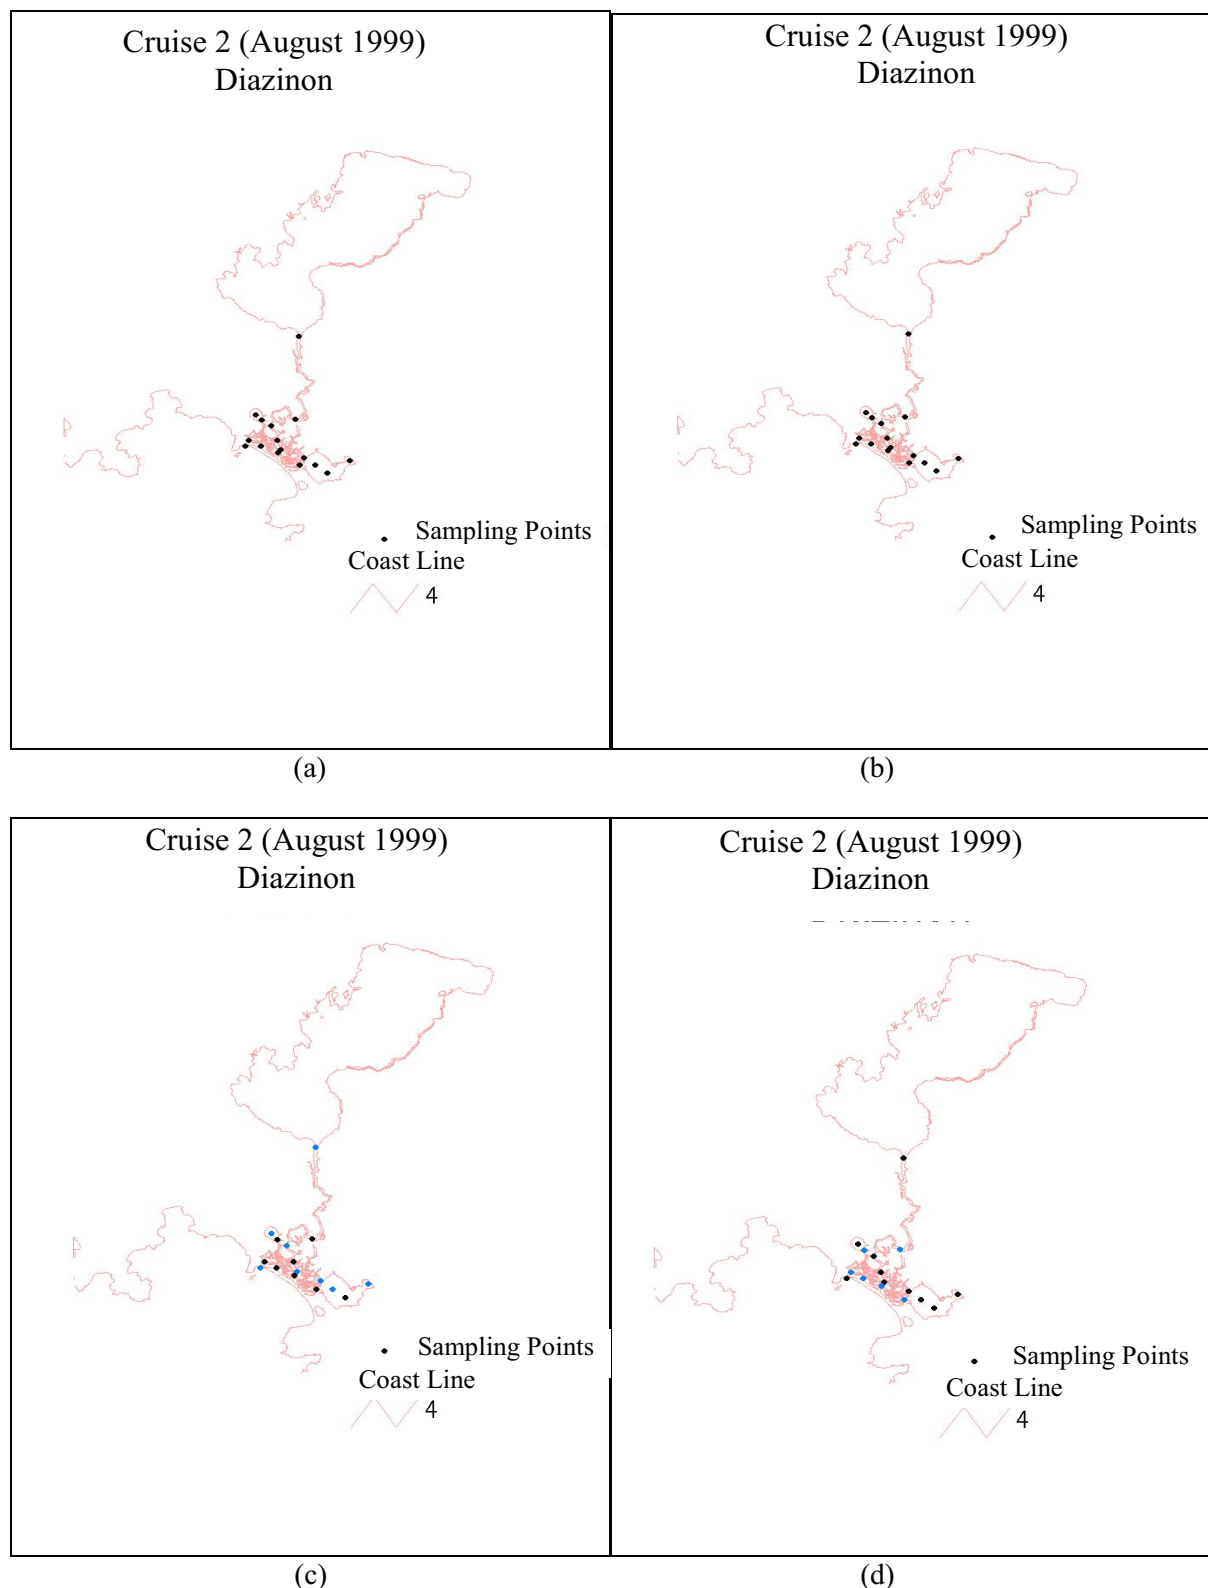 Cruise 2 (August 1999)
Diazinon
Sampling Points
Coast Line
4
(a)
Cruise 2 (August 1999)
Diazinon
Sampling Points
Coast Line
4
(b)
Cruise 2 (August 1999)
Diazinon
Sampling Points
Coast Line
4
(c)
Cruise 2 (August 1999)
Diazinon
Sampling Points
Coast Line
4
(d)